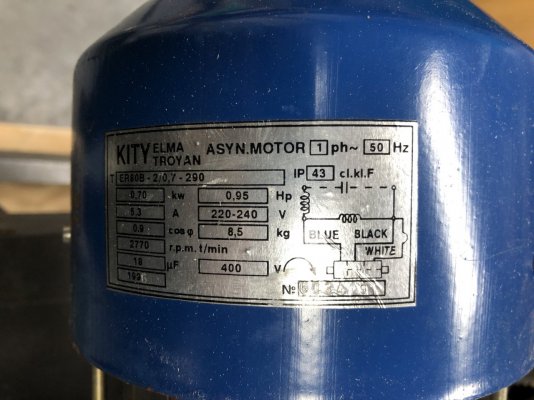 KITY ELMA TROYAN ASYN.MOTOR 1 ph~ 50 Hz
T ER80B-2/0,7-290 IP 43 cl.kl.F
0,70 kw 0,95 Hp
5,3 A 220-240 V
0,9 cosφ 8,5 kg
2770 r.p.m. t/min
18 µF 400 V
199
BLUE BLACK
WHITE
№